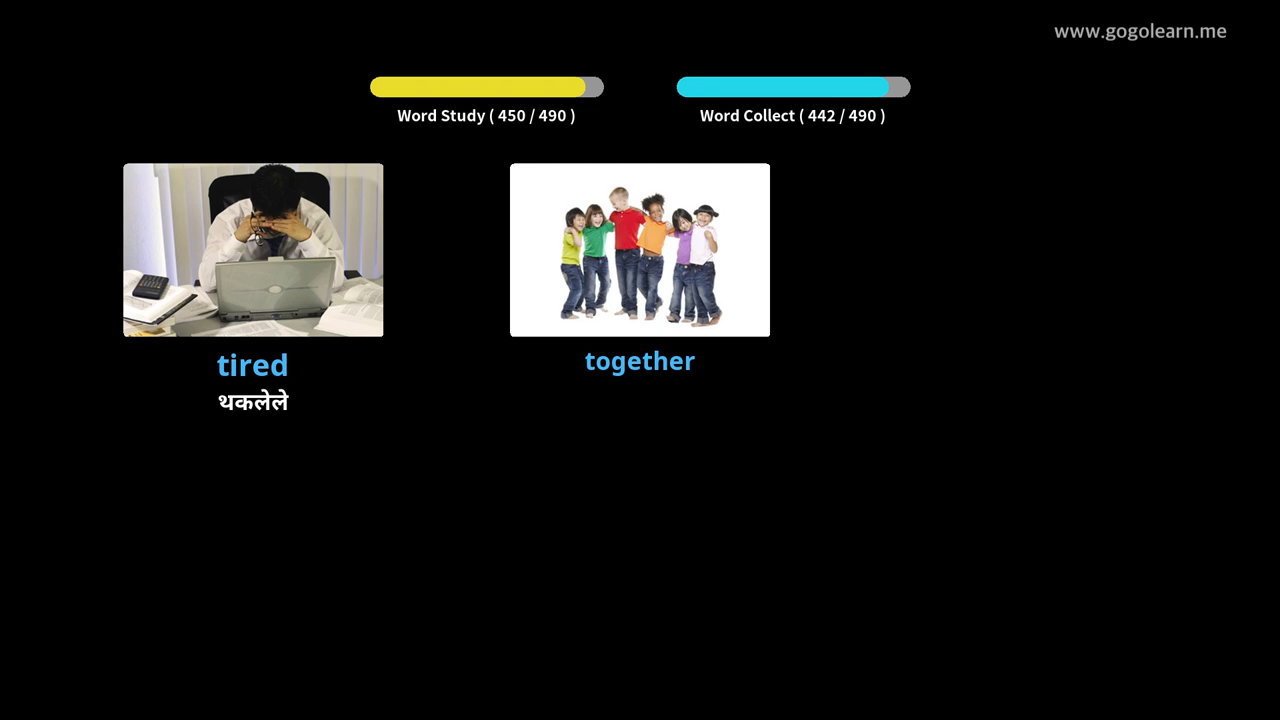 www.gogolearn.me
Word Study ( 450 / 490 )
Word Collect ( 442 / 490 )
tired
थकलेले
together